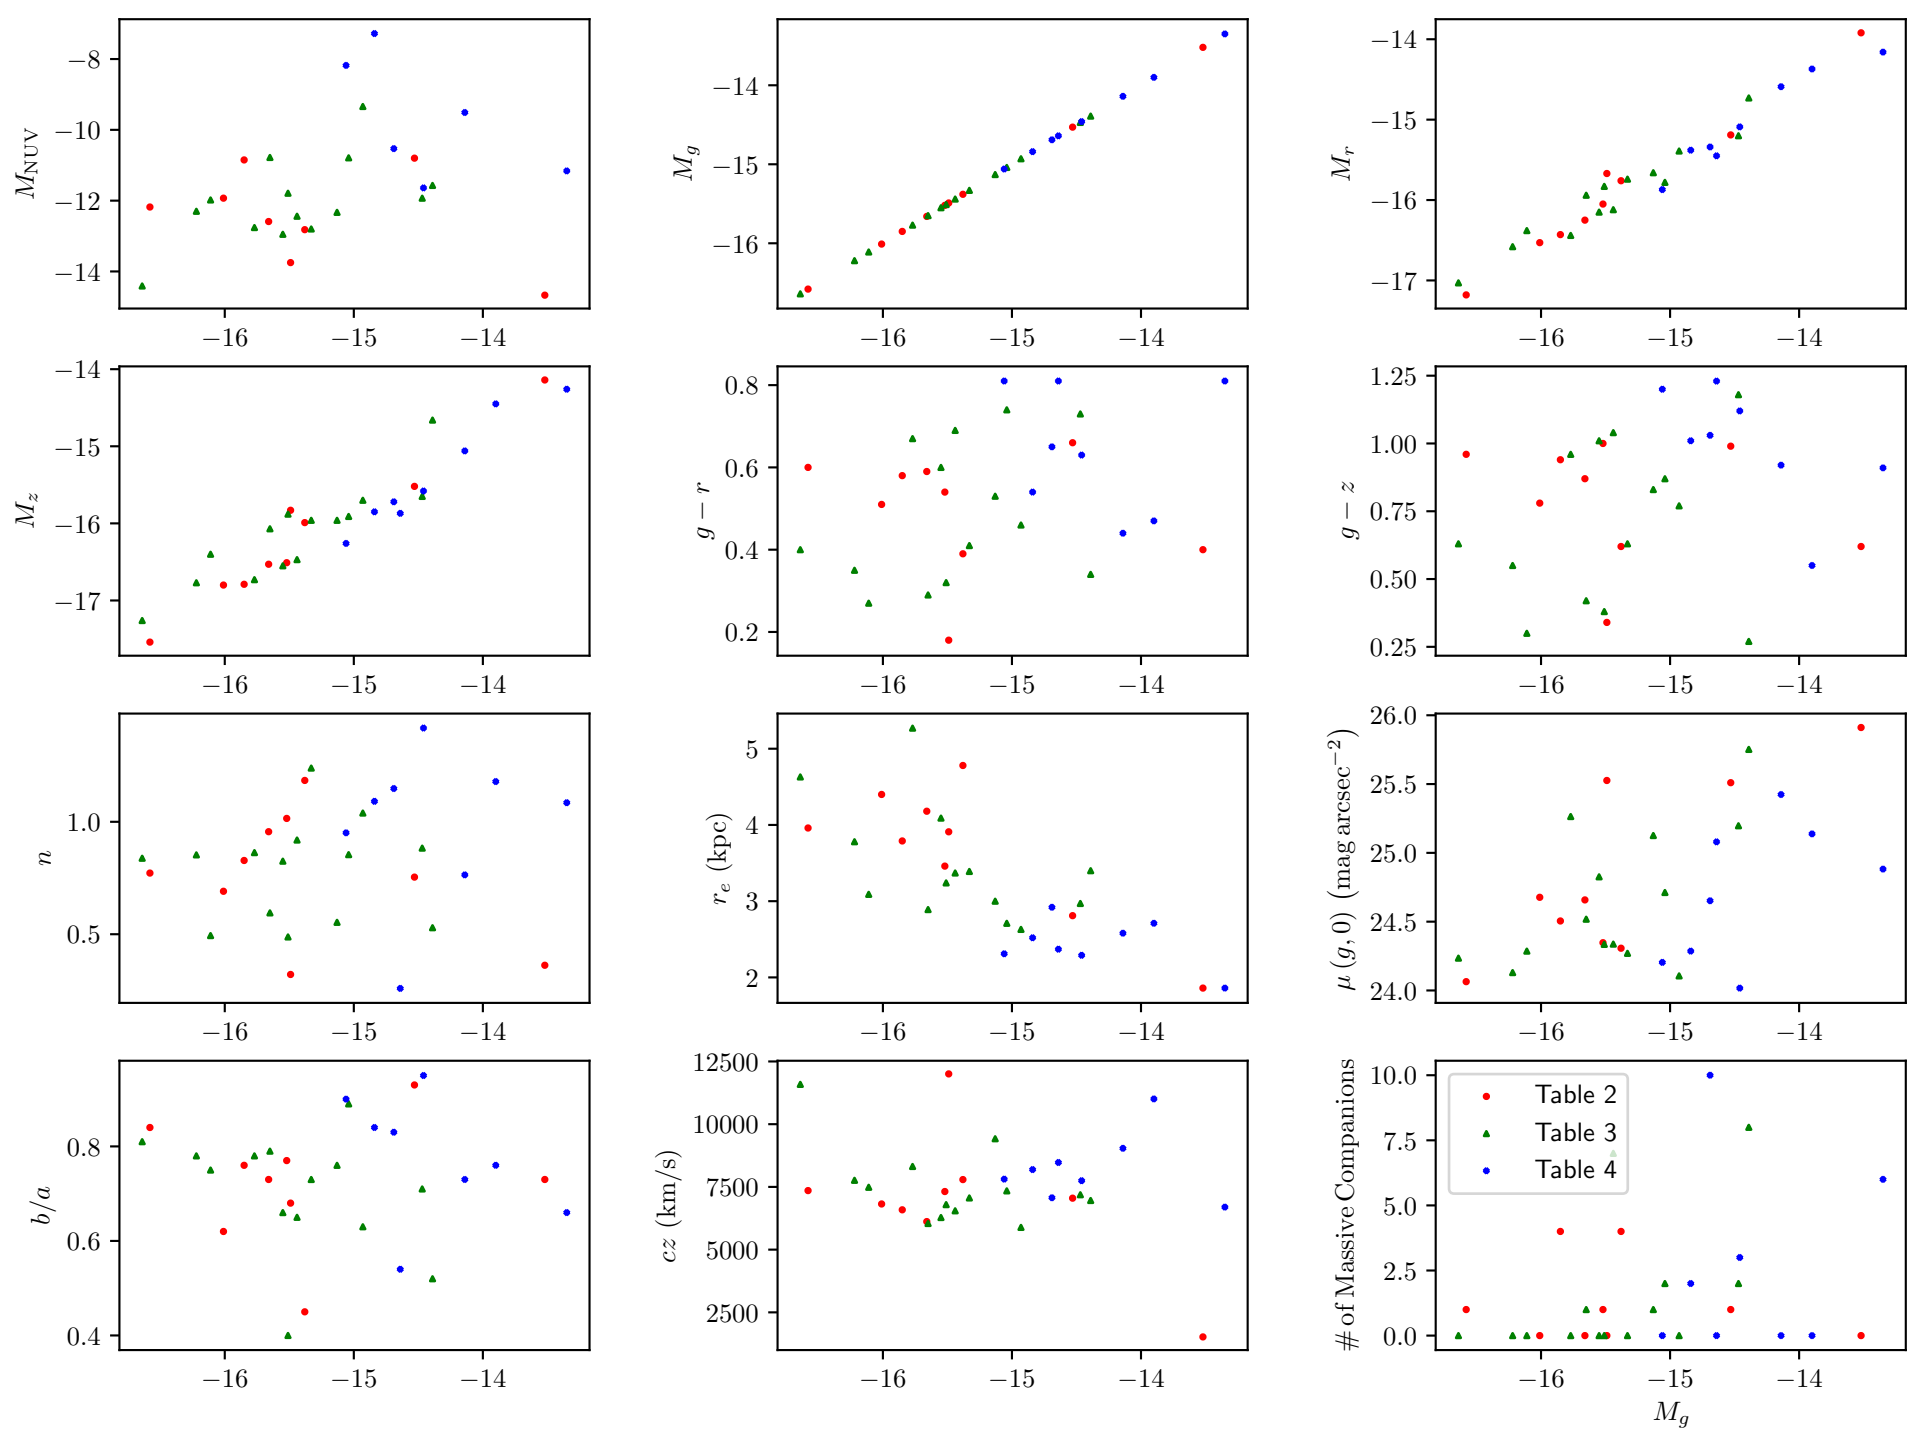 M_NUV
−8
−10
−12
−14
−16 −15 −14
M_g
−14
−15
−16
−16 −15 −14
M_r
−14
−15
−16
−17
−16 −15 −14
M_z
−14
−15
−16
−17
−16 −15 −14
g − r
0.8
0.6
0.4
0.2
−16 −15 −14
g − z
1.25
1.00
0.75
0.50
0.25
−16 −15 −14
n
1.0
0.5
−16 −15 −14
r_e (kpc)
5
4
3
2
−16 −15 −14
μ (g, 0) (mag arcsec^−2)
26.0
25.5
25.0
24.5
24.0
−16 −15 −14
b/a
0.8
0.6
0.4
−16 −15 −14
cz (km/s)
12500
10000
7500
5000
2500
−16 −15 −14
# of Massive Companions
10.0
7.5
5.0
2.5
0.0
Table 2
Table 3
Table 4
−16 −15 −14
M_g